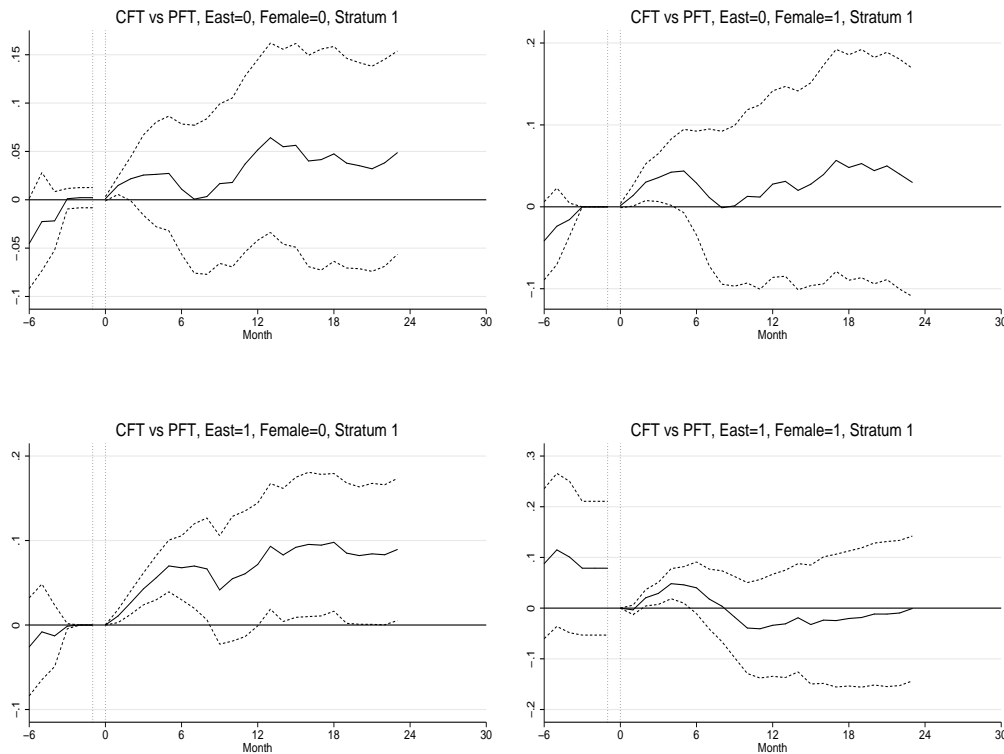 CFT vs PFT, East=0, Female=0, Stratum 1
.15
.1
.05
0
−.05
−.1
−6 0 6 12 18 24 30
Month
CFT vs PFT, East=0, Female=1, Stratum 1
.2
.1
0
−.1
−6 0 6 12 18 24 30
Month
CFT vs PFT, East=1, Female=0, Stratum 1
.2
.1
0
−.1
−6 0 6 12 18 24 30
Month
CFT vs PFT, East=1, Female=1, Stratum 1
.3
.2
.1
0
−.1
−.2
−6 0 6 12 18 24 30
Month